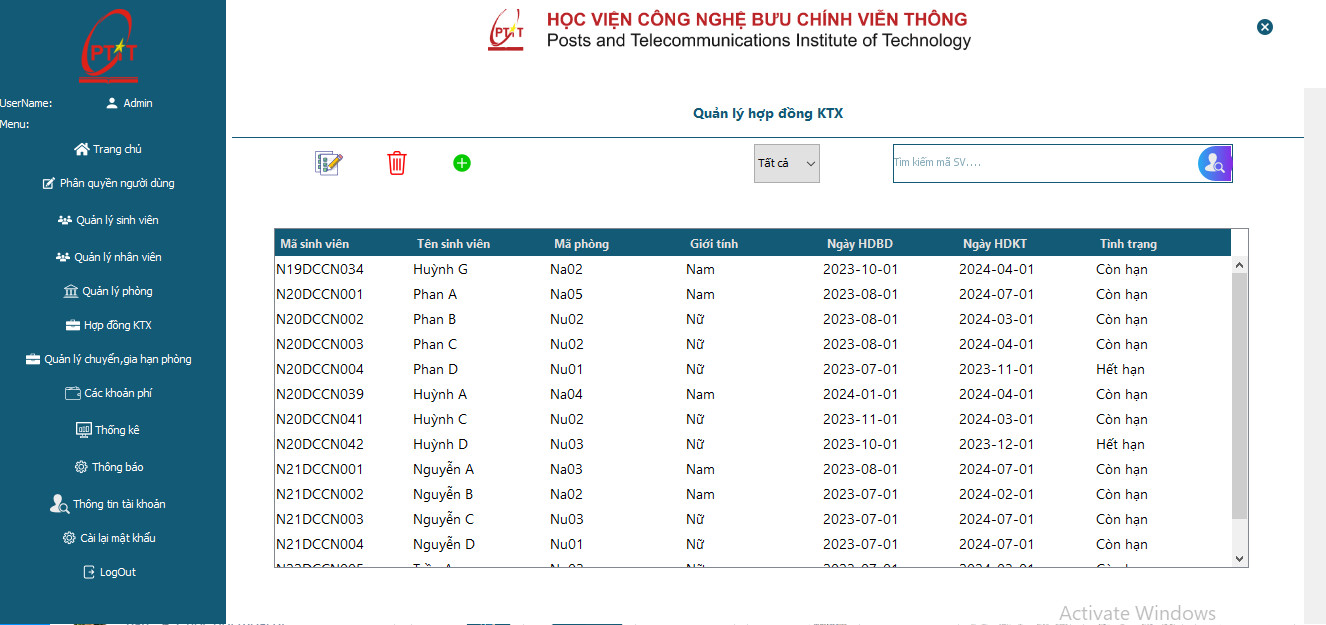 PTIT
UserName:
Admin
Menu:
Trang chủ
Phân quyền người dùng
Quản lý sinh viên
Quản lý nhân viên
Quản lý phòng
Hợp đồng KTX
Quản lý chuyển,gia hạn phòng
Các khoản phí
Thống kê
Thông báo
Thông tin tài khoản
Cài lại mật khẩu
LogOut
PTIT
HỌC VIỆN CÔNG NGHỆ BƯU CHÍNH VIỄN THÔNG
Posts and Telecommunications Institute of Technology
Quản lý hợp đồng KTX
Tất cả
Tìm kiếm mã SV....
Mã sinh viên Tên sinh viên Mã phòng Giới tính Ngày HDBD Ngày HDKT Tình trạng
N19DCCN034 Huỳnh G Na02 Nam 2023-10-01 2024-04-01 Còn hạn
N20DCCN001 Phan A Na05 Nam 2023-08-01 2024-07-01 Còn hạn
N20DCCN002 Phan B Nu02 Nữ 2023-08-01 2024-03-01 Còn hạn
N20DCCN003 Phan C Nu02 Nữ 2023-08-01 2024-04-01 Còn hạn
N20DCCN004 Phan D Nu01 Nữ 2023-07-01 2023-11-01 Hết hạn
N20DCCN039 Huỳnh A Na04 Nam 2024-01-01 2024-04-01 Còn hạn
N20DCCN041 Huỳnh C Nu02 Nữ 2023-11-01 2024-03-01 Còn hạn
N20DCCN042 Huỳnh D Nu03 Nữ 2023-10-01 2023-12-01 Hết hạn
N21DCCN001 Nguyễn A Na03 Nam 2023-08-01 2024-07-01 Còn hạn
N21DCCN002 Nguyễn B Na02 Nam 2023-07-01 2024-02-01 Còn hạn
N21DCCN003 Nguyễn C Nu03 Nữ 2023-07-01 2024-07-01 Còn hạn
N21DCCN004 Nguyễn D Nu01 Nữ 2023-07-01 2024-07-01 Còn hạn
Activate Windows